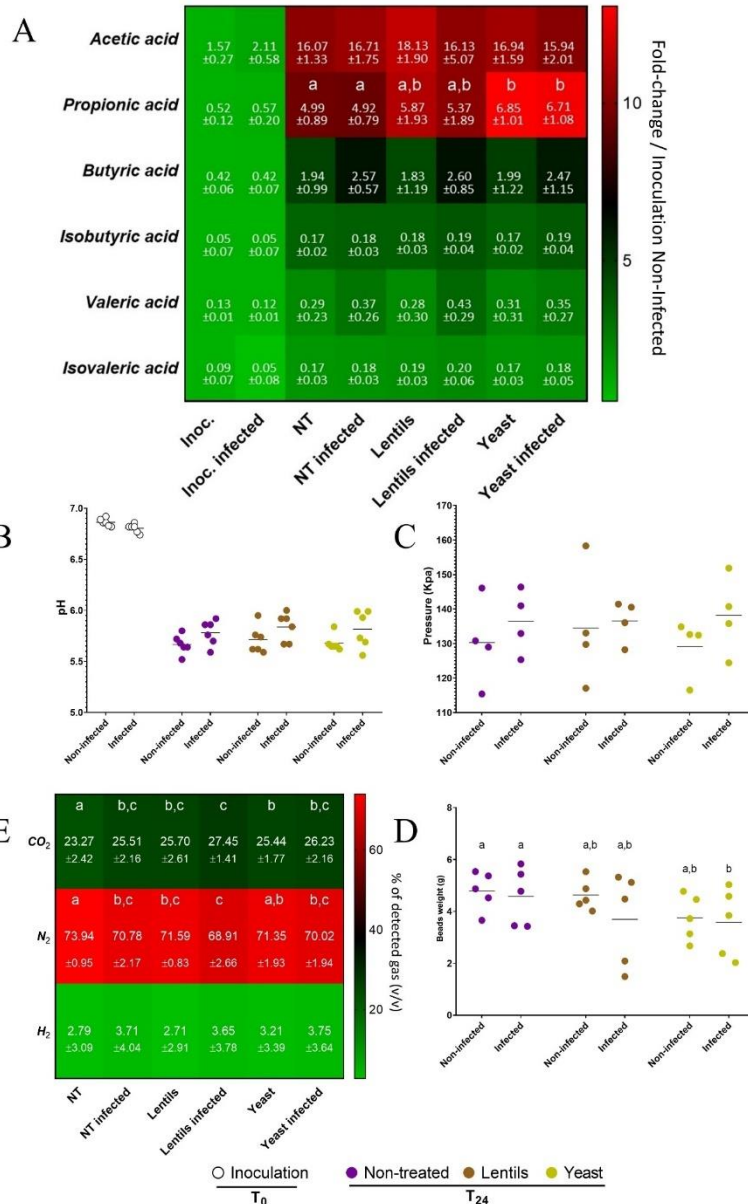 A
Acetic acid
1.57 2.11 16.07 16.71 18.13 16.13 16.94 15.94
±0.27 ±0.58 ±1.33 ±1.75 ±1.90 ±5.07 ±1.59 ±2.01
a a a,b a,b b b
Propionic acid
0.52 0.57 4.99 4.92 5.87 5.37 6.85 6.71
±0.12 ±0.20 ±0.89 ±0.79 ±1.93 ±1.89 ±1.01 ±1.08
Butyric acid
0.42 0.42 1.94 2.57 1.83 2.60 1.99 2.47
±0.06 ±0.07 ±0.99 ±0.57 ±1.19 ±0.85 ±1.22 ±1.15
Isobutyric acid
0.05 0.05 0.17 0.18 0.18 0.19 0.17 0.19
±0.07 ±0.07 ±0.02 ±0.03 ±0.03 ±0.04 ±0.02 ±0.04
Valeric acid
0.13 0.12 0.29 0.37 0.28 0.43 0.31 0.35
±0.01 ±0.01 ±0.23 ±0.26 ±0.30 ±0.29 ±0.31 ±0.27
Isovaleric acid
0.09 0.05 0.17 0.18 0.19 0.20 0.17 0.18
±0.07 ±0.08 ±0.03 ±0.03 ±0.03 ±0.06 ±0.03 ±0.05
Inoc.
Inoc. infected
NT
NT infected
Lentils
Lentils infected
Yeast
Yeast infected
10
5
Fold-change / Inoculation Non-Infected
B
7.0
6.5
6.0
5.5
5.0
pH
Non-infected
Infected
Non-infected
Infected
Non-infected
Infected
Non-infected
Infected
C
170
160
150
140
130
120
110
Pressure (Kpa)
Non-infected
Infected
Non-infected
Infected
Non-infected
Infected
E
a b,c b,c c b b,c
CO2
23.27 25.51 25.70 27.45 25.44 26.23
±2.42 ±2.16 ±2.61 ±1.41 ±1.77 ±2.16
a b,c b,c c a,b b,c
N2
73.94 70.78 71.59 68.91 71.35 70.02
±0.95 ±2.17 ±0.83 ±2.66 ±1.93 ±1.94
H2
2.79 3.71 2.71 3.65 3.21 3.75
±3.09 ±4.04 ±2.91 ±3.78 ±3.39 ±3.64
NT
NT infected
Lentils
Lentils infected
Yeast
Yeast infected
60
40
20
% of detected gas (v/v)
D
8
6
4
2
0
Beads weight (g)
a a a,b a,b a,b b
Non-infected
Infected
Non-infected
Infected
Non-infected
Infected
Inoculation Non-treated Lentils Yeast
T0 T24